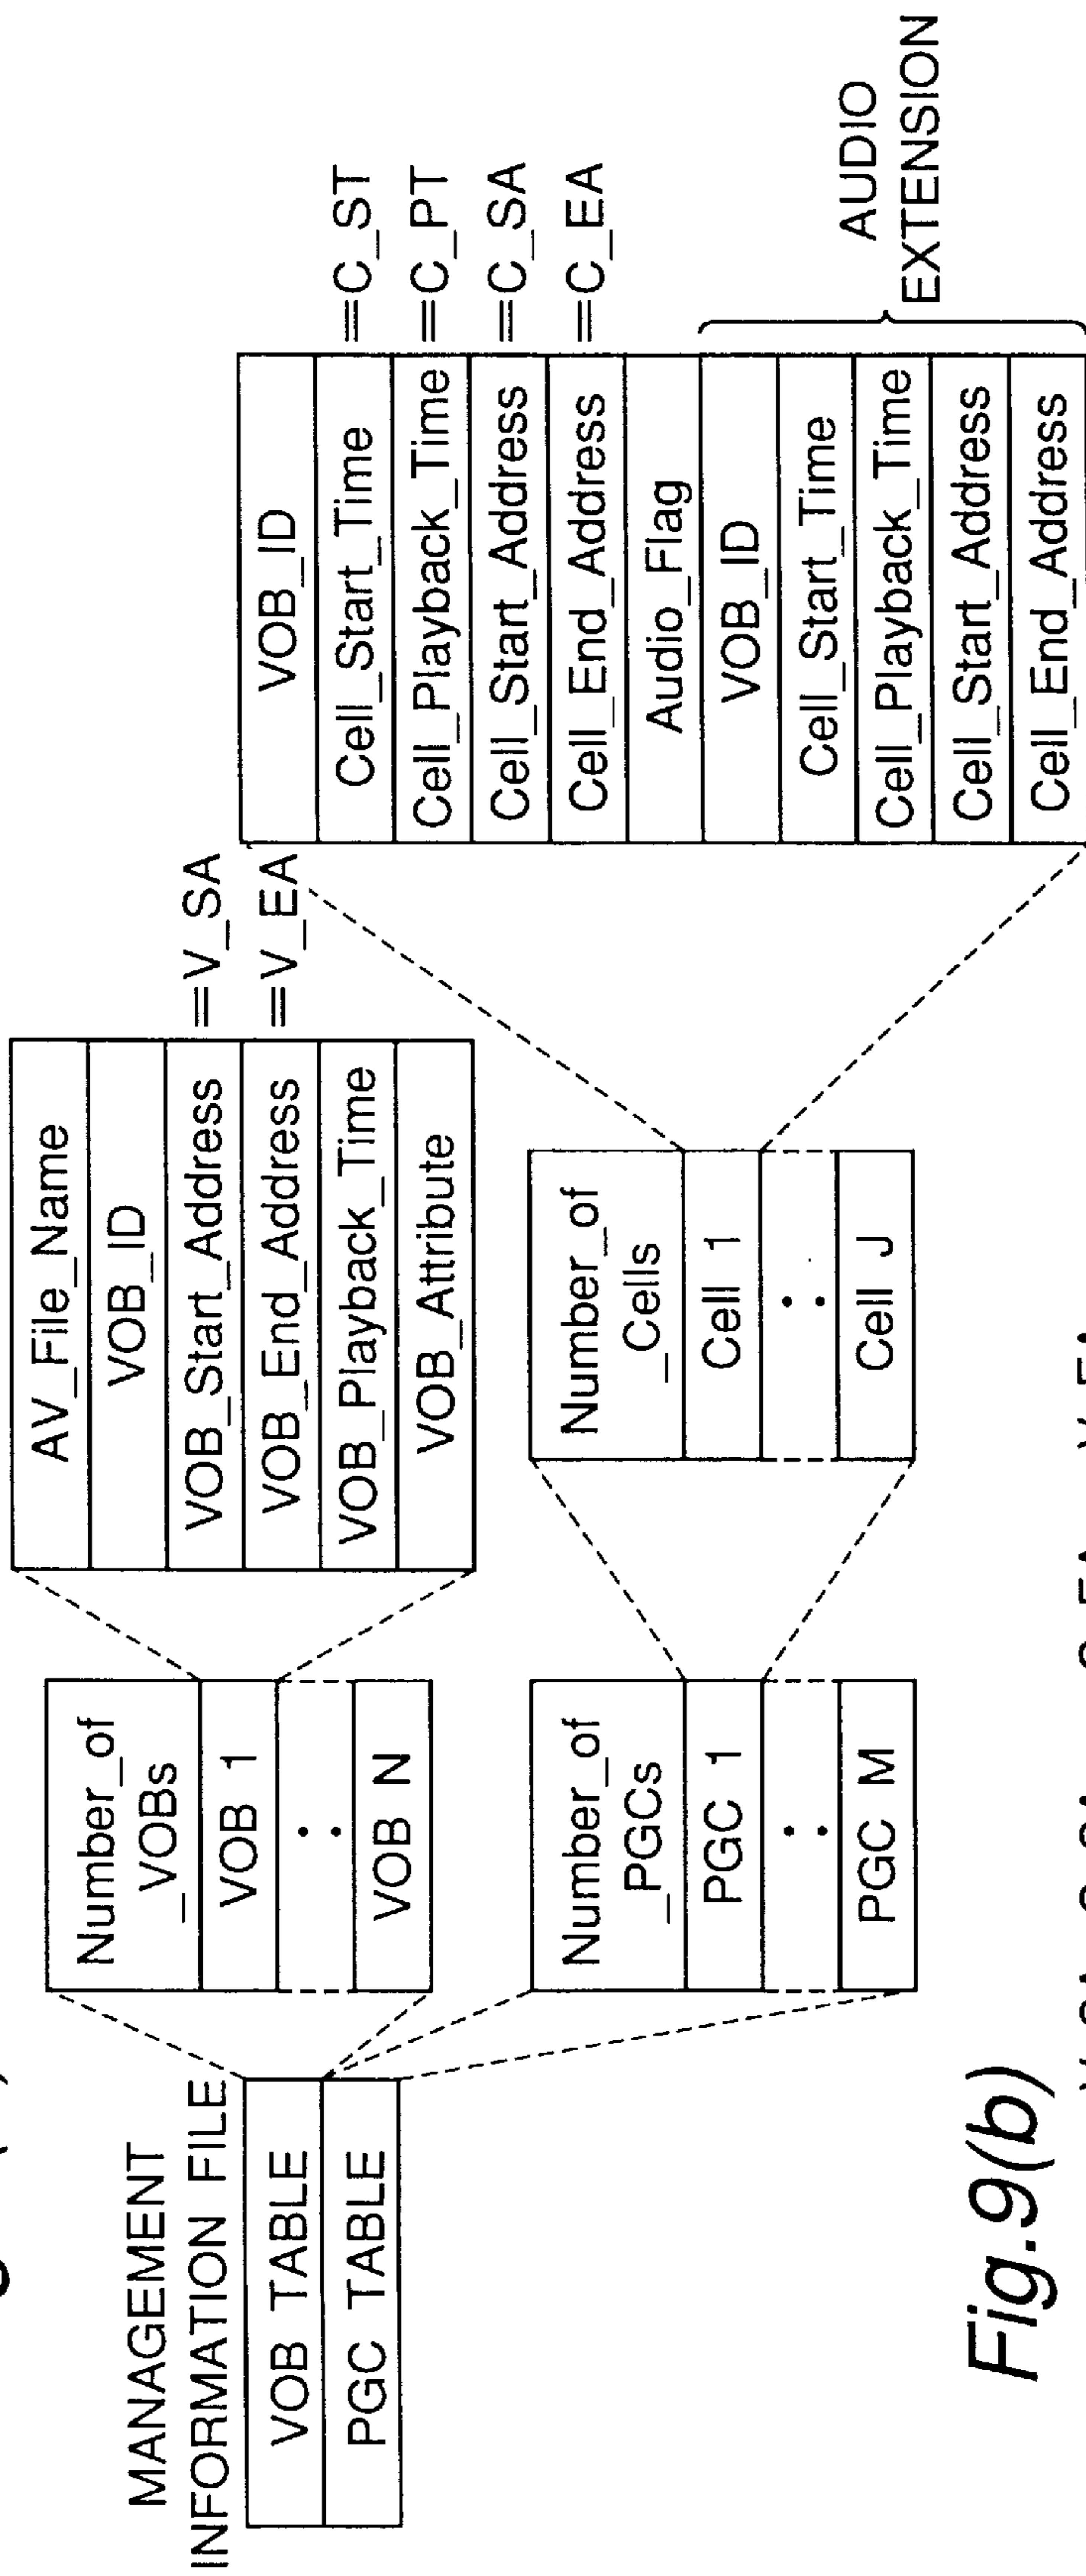 MANAGEMENT
INFORMATION FILE
VOB TABLE
PGC TABLE
Number_of
_VOBs
VOB 1
VOB N
AV_File_Name
VOB_ID
VOB_Start_Address =V_SA
VOB_End_Address =V_EA
VOB_Playback_Time
VOB_Attribute
Number_of
_PGCs
PGC 1
PGC M
Number_of
_Cells
Cell 1
Cell J
VOB_ID
Cell_Start_Time =C_ST
Cell_Playback_Time =C_PT
Cell_Start_Address =C_SA
Cell_End_Address =C_EA
Audio_Flag
VOB_ID
Cell_Start_Time
Cell_Playback_Time
Cell_Start_Address
Cell_End_Address
AUDIO
EXTENSION
Fig.9(b)